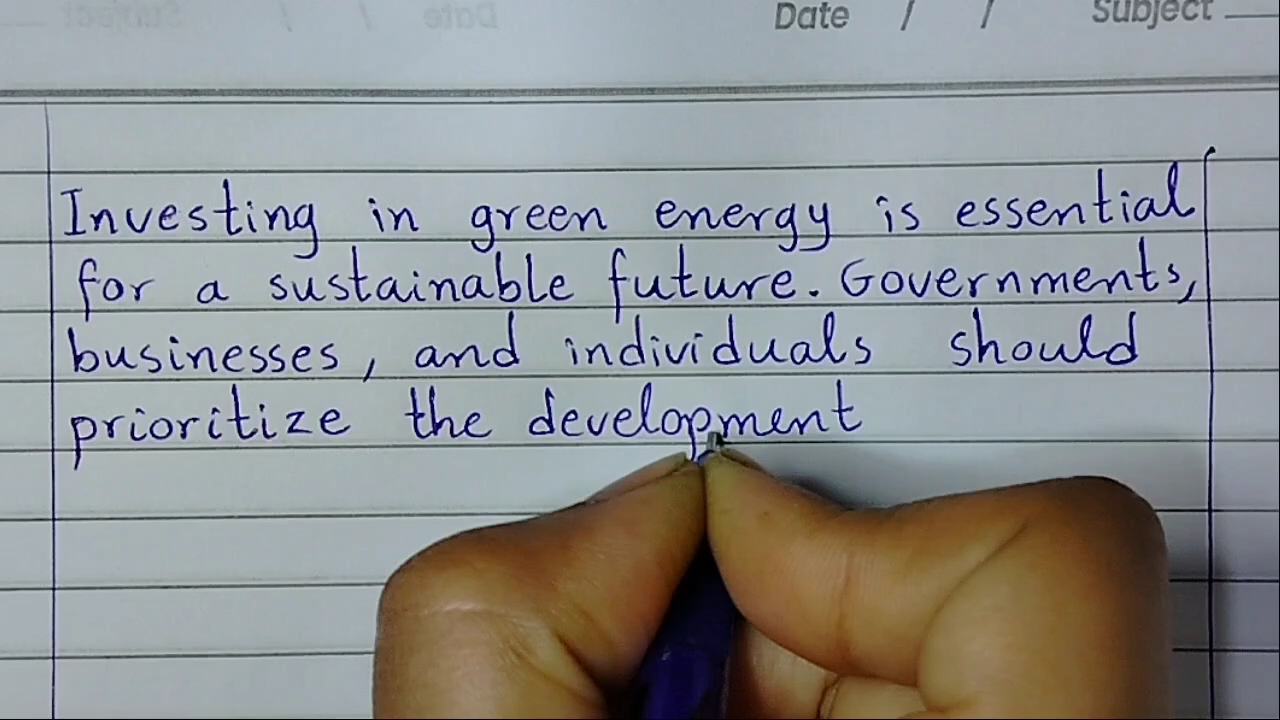 Date / / Subject
Investing in green energy is essential
for a sustainable future. Governments,
businesses, and individuals should
prioritize the development